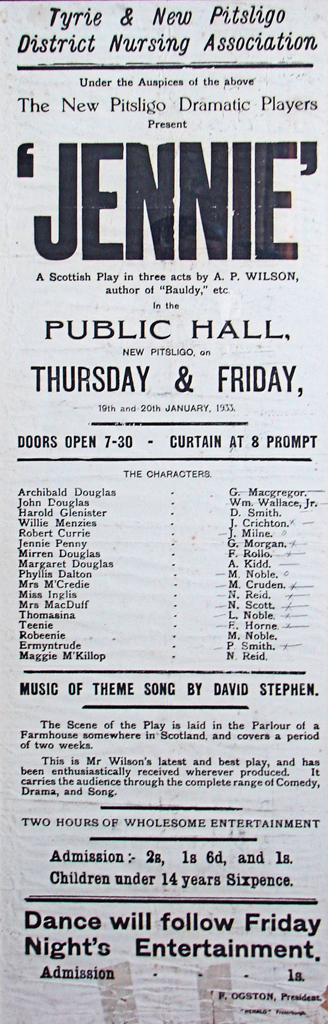 Tyrie & New Pitsligo
District Nursing Association
Under the Auspices of the above
The New Pitsligo Dramatic Players
Present
'JENNIE'
A Scottish Play in three acts by A. P. WILSON,
author of "Bauldy," etc.
In the
PUBLIC HALL,
NEW PITSLIGO, on
THURSDAY & FRIDAY,
19th and 20th JANUARY, 1933.
DOORS OPEN 7-30 - CURTAIN AT 8 PROMPT
THE CHARACTERS.
Archibald Douglas - G. Macgregor.
John Douglas - Wm. Wallace, Jr.
Harold Glenister - D. Smith.
Willie Menzies - J. Crichton.
Robert Currie - J. Milne.
Jennie Penny - G. Morgan.
Mirren Douglas - F. Rollo.
Margaret Douglas - A. Kidd.
Phyllis Dalton - M. Noble.
Mrs M'Credie - M. Cruden.
Miss Inglis - N. Reid.
Mrs MacDuff - N. Scott.
Thomasina - L. Noble.
Teenie - E. Horne.
Robeenie - M. Noble.
Ermyntrude - P. Smith.
Maggie M'Killop - N. Reid.
MUSIC OF THEME SONG BY DAVID STEPHEN.
The Scene of the Play is laid in the Parlour of a
Farmhouse somewhere in Scotland, and covers a period
of two weeks.
This is Mr Wilson's latest and best play, and has
been enthusiastically received wherever produced. It
carries the audience through the complete range of Comedy,
Drama, and Song.
TWO HOURS OF WHOLESOME ENTERTAINMENT
Admission :- 2s, 1s 6d, and 1s.
Children under 14 years Sixpence.
Dance will follow Friday
Night's Entertainment.
Admission - - - 1s.
F. OGSTON, President.
"HERALD" Fraserburgh.